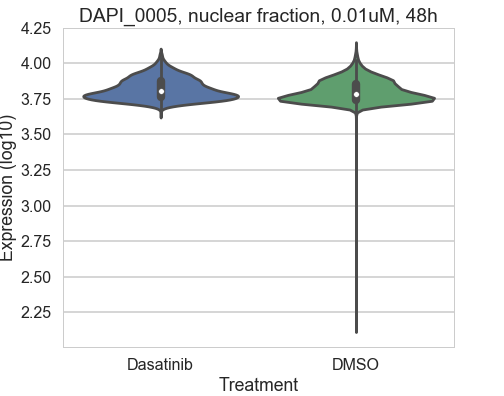 DAPI_0005, nuclear fraction, 0.01uM, 48h
Expression (log10)
4.25
4.00
3.75
3.50
3.25
3.00
2.75
2.50
2.25
Dasatinib DMSO
Treatment